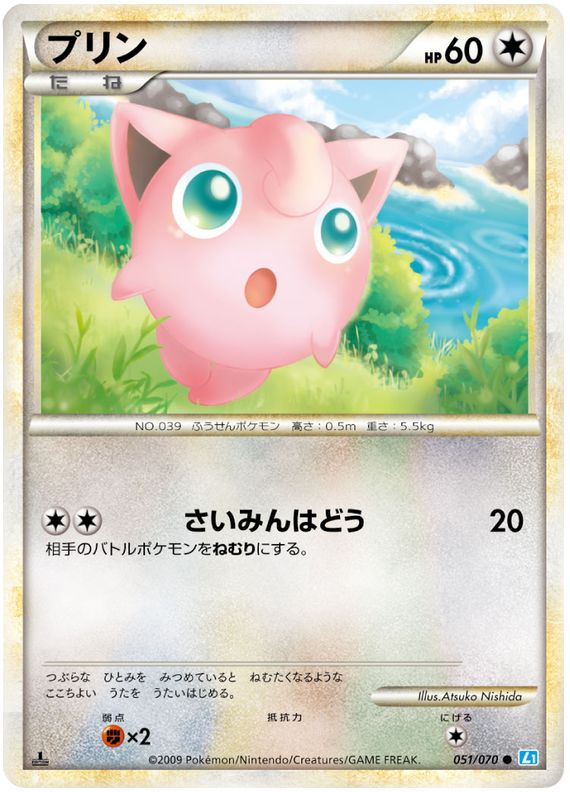 プリン
HP60
たね
NO.039 ふうせんポケモン 高さ:0.5m 重さ:5.5kg
さいみんはどう 20
相手のバトルポケモンをねむりにする。
つぶらな ひとみを みつめていると ねむたくなるような
ここちよい うたを うたいはじめる。
Illus.Atsuko Nishida
弱点 抵抗力 にげる
×2
1 EDITION
©2009 Pokémon/Nintendo/Creatures/GAME FREAK.
051/070 ● L1